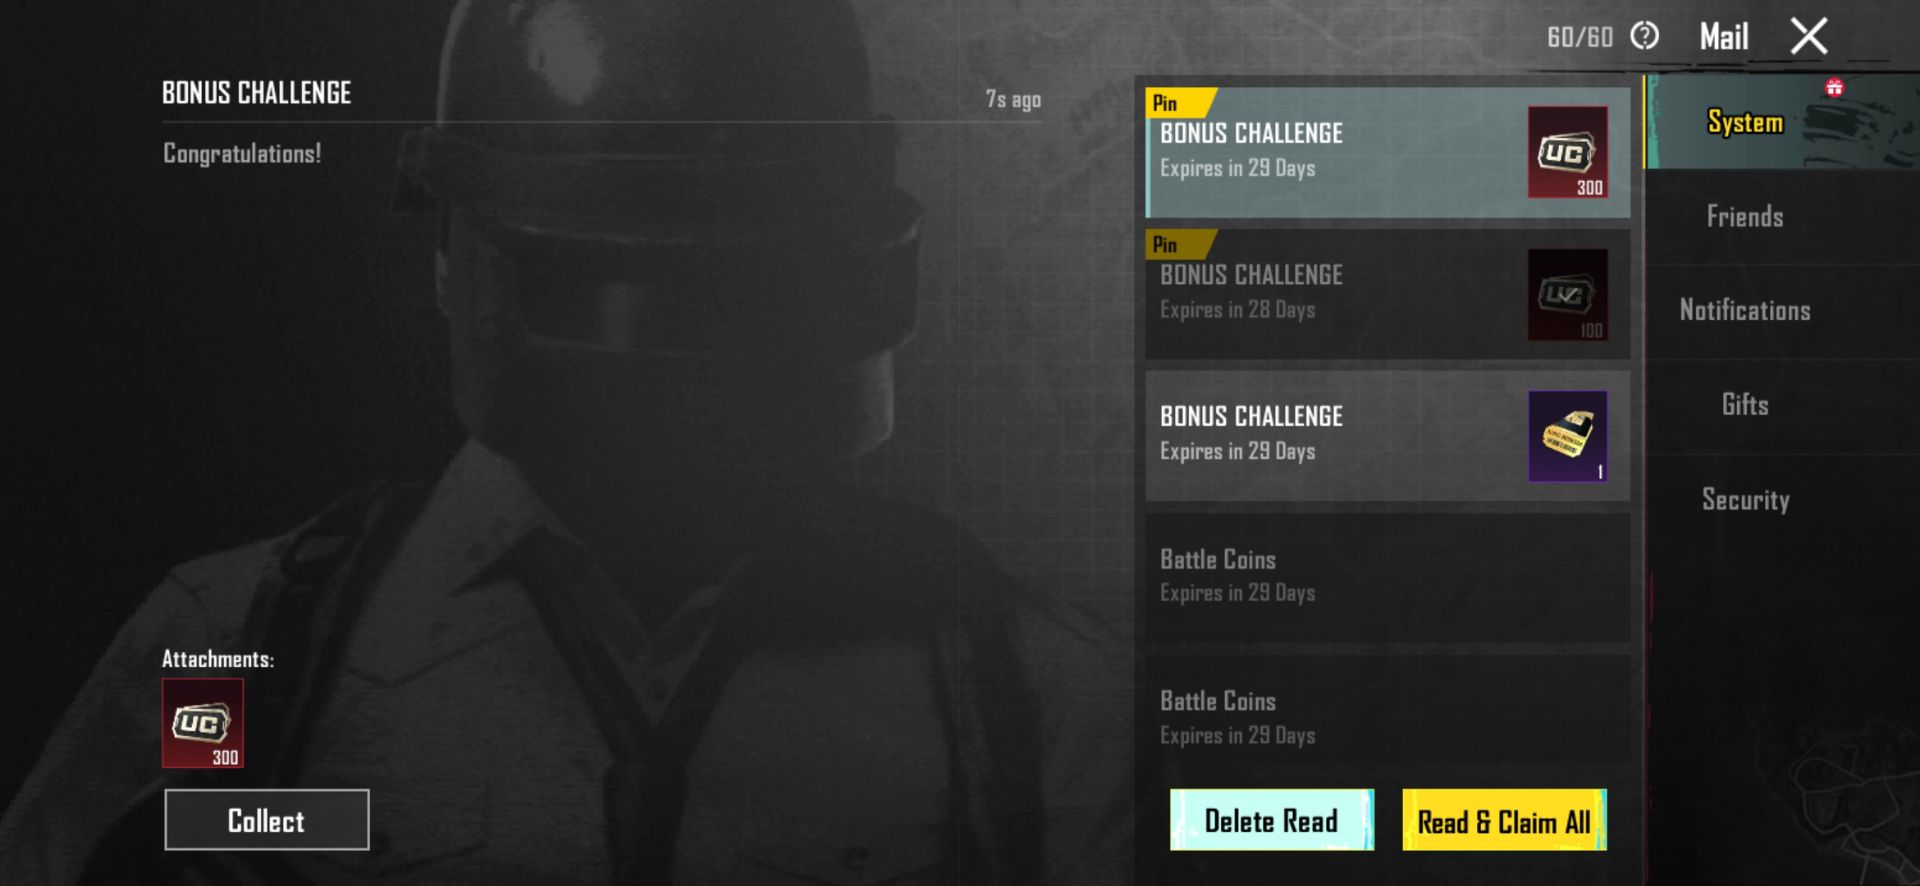 60/60
Mail
BONUS CHALLENGE
7s ago
Congratulations!
Attachments:
UC
300
Collect
Pin
BONUS CHALLENGE
Expires in 29 Days
UC
300
Pin
BONUS CHALLENGE
Expires in 28 Days
UC
100
BONUS CHALLENGE
Expires in 29 Days
1
Battle Coins
Expires in 29 Days
Battle Coins
Expires in 29 Days
Delete Read
Read & Claim All
System
Friends
Notifications
Gifts
Security